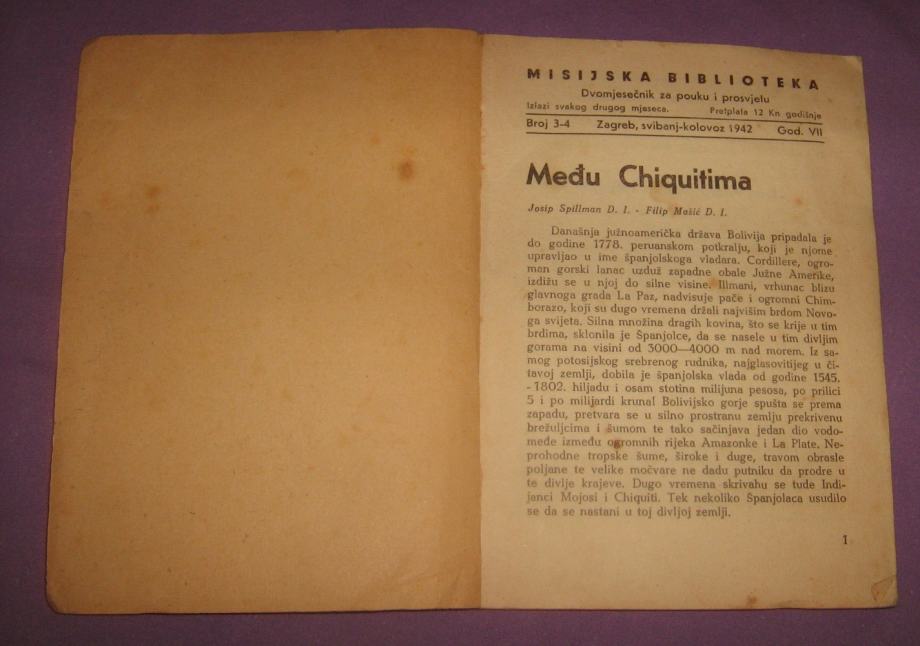 MISIJSKA BIBLIOTEKA
Dvomjesečnik za pouku i prosvjetu
Izlazi svakog drugog mjeseca. Pretplata 12 Kn godišnje
Broj 3-4 Zagreb, svibanj-kolovoz 1942 God. VII
Među Chiquitima
Josip Spillman D. I. - Filip Mašić D. I.
Današnja južnoamerička država Bolivija pripadala je
do godine 1778. peruanskom potkralju, koji je njome
upravljao u ime španjolskoga vladara. Cordillere, ogro-
man gorski lanac uzduž zapadne obale Južne Amerike,
izdižu se u njoj do silne visine. Illmani, vrhunac blizu
glavnoga grada La Paz, nadvisuje pače i ogromni Chim-
borazo, koji su dugo vremena držali najvišim brdom Novo-
ga svijeta. Silna množina dragih kovina, što se krije u tim
brdima, sklonila je Španjolce, da se nasele u tim divljim
gorama na visini od 3000—4000 m nad morem. Iz sa-
mog potosijskog srebrenog rudnika, najglasovitijeg u či-
tavoj zemlji, dobila je španjolska vlada od godine 1545.
-1802. hiljadu i osam stotina milijuna pesosa, po prilici
5 i po milijardi kruna! Bolivijsko gorje spušta se prema
zapadu, pretvara se u silno prostranu zemlju prekrivenu
brežuljcima i šumom te tako sačinjava jedan dio vodo-
međe između ogromnih rijeka Amazonke i La Plate. Ne-
prohodne tropske šume, široke i duge, travom obrasle
poljane te velike močvare ne dadu putniku da prodre u
te divlje krajeve. Dugo vremena skrivahu se tude Indi-
janci Mojosi i Chiquiti. Tek nekoliko Španjolaca usudilo
se da se nastani u toj divljoj zemlji.
1